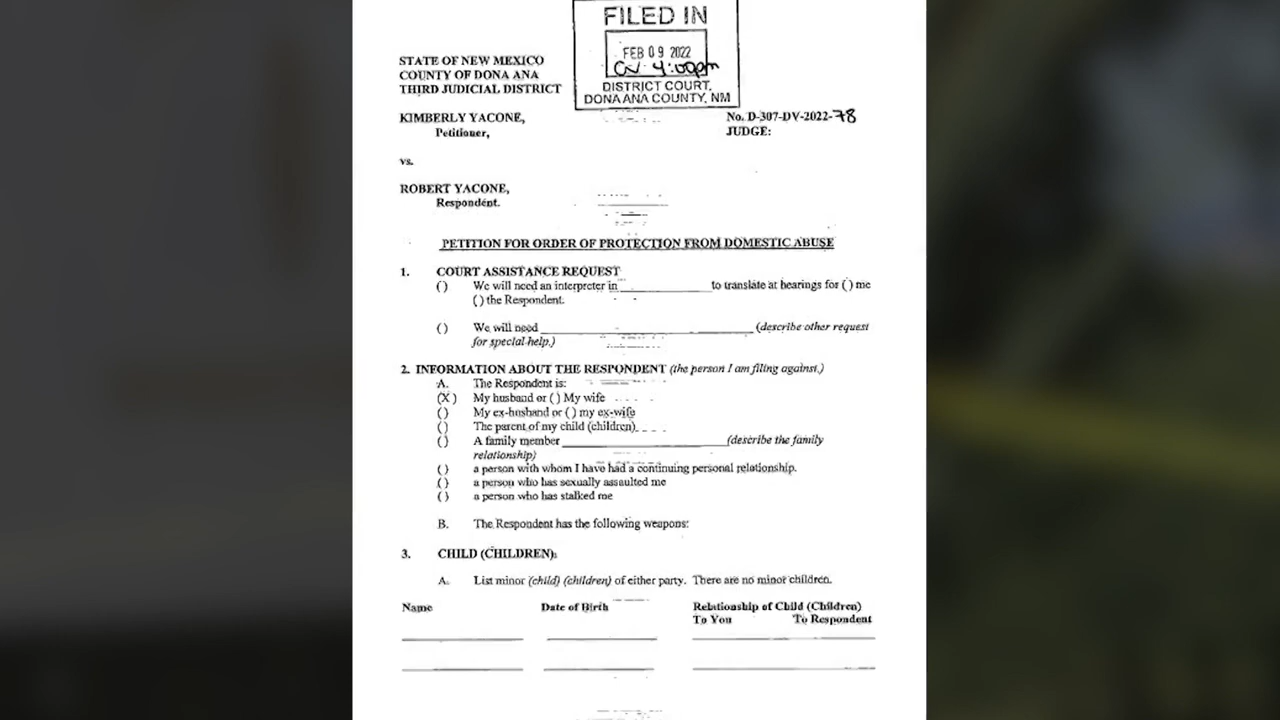 FILED IN
FEB 09 2022
4:00pm
DISTRICT COURT,
DONA ANA COUNTY, NM
STATE OF NEW MEXICO
COUNTY OF DONA ANA
THIRD JUDICIAL DISTRICT
KIMBERLY YACONE,
Petitioner,
No. D-307-DV-2022-78
JUDGE:
vs.
ROBERT YACONE,
Respondent.
PETITION FOR ORDER OF PROTECTION FROM DOMESTIC ABUSE
1. COURT ASSISTANCE REQUEST
( ) We will need an interpreter in ____________ to translate at hearings for ( ) me
( ) the Respondent.
( ) We will need ____________________________ (describe other request
for special help.)
2. INFORMATION ABOUT THE RESPONDENT (the person I am filing against.)
A. The Respondent is:
(X) My husband or ( ) My wife
( ) My ex-husband or ( ) my ex-wife
( ) The parent of my child (children)
( ) A family member ______________________ (describe the family
relationship)
( ) a person with whom I have had a continuing personal relationship.
( ) a person who has sexually assaulted me
( ) a person who has stalked me
B. The Respondent has the following weapons:
3. CHILD (CHILDREN)
A. List minor (child) (children) of either party. There are no minor children.
Name Date of Birth Relationship of Child (Children)
To You To Respondent